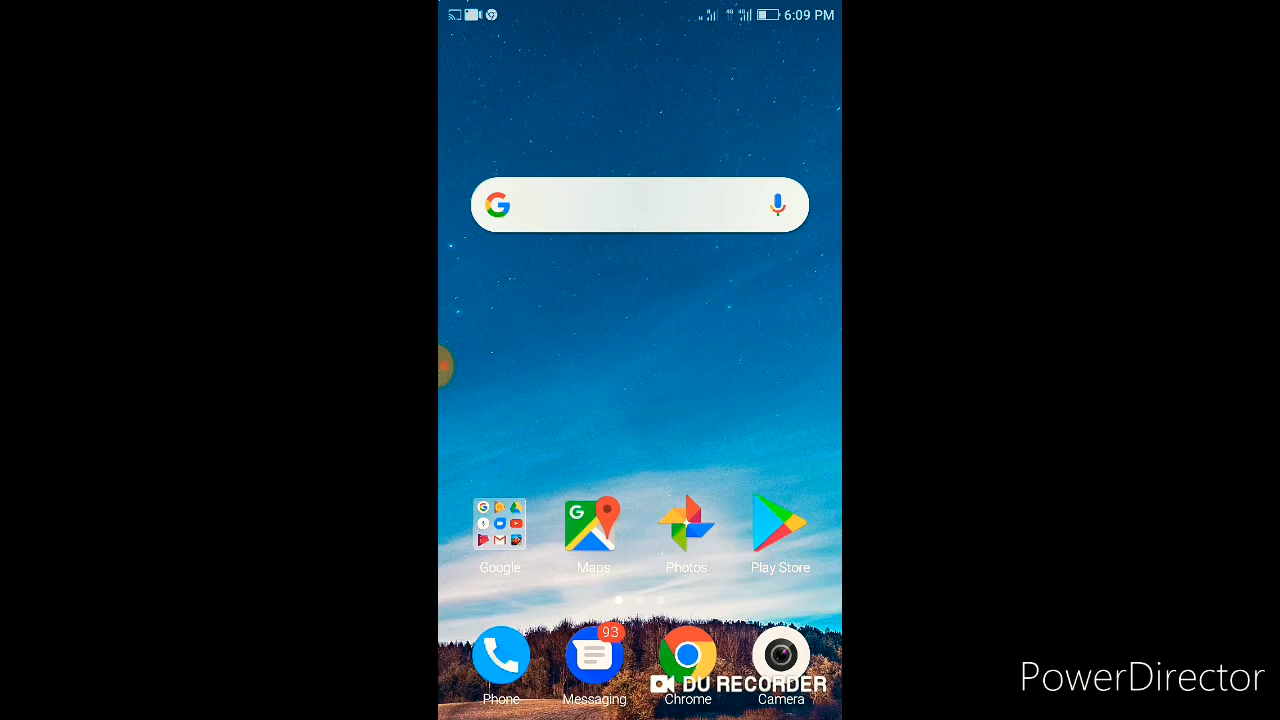 6:09 PM
Google
Maps
Photos
Play Store
93
Phone
Messaging
Chrome
Camera
DU RECORDER
PowerDirector